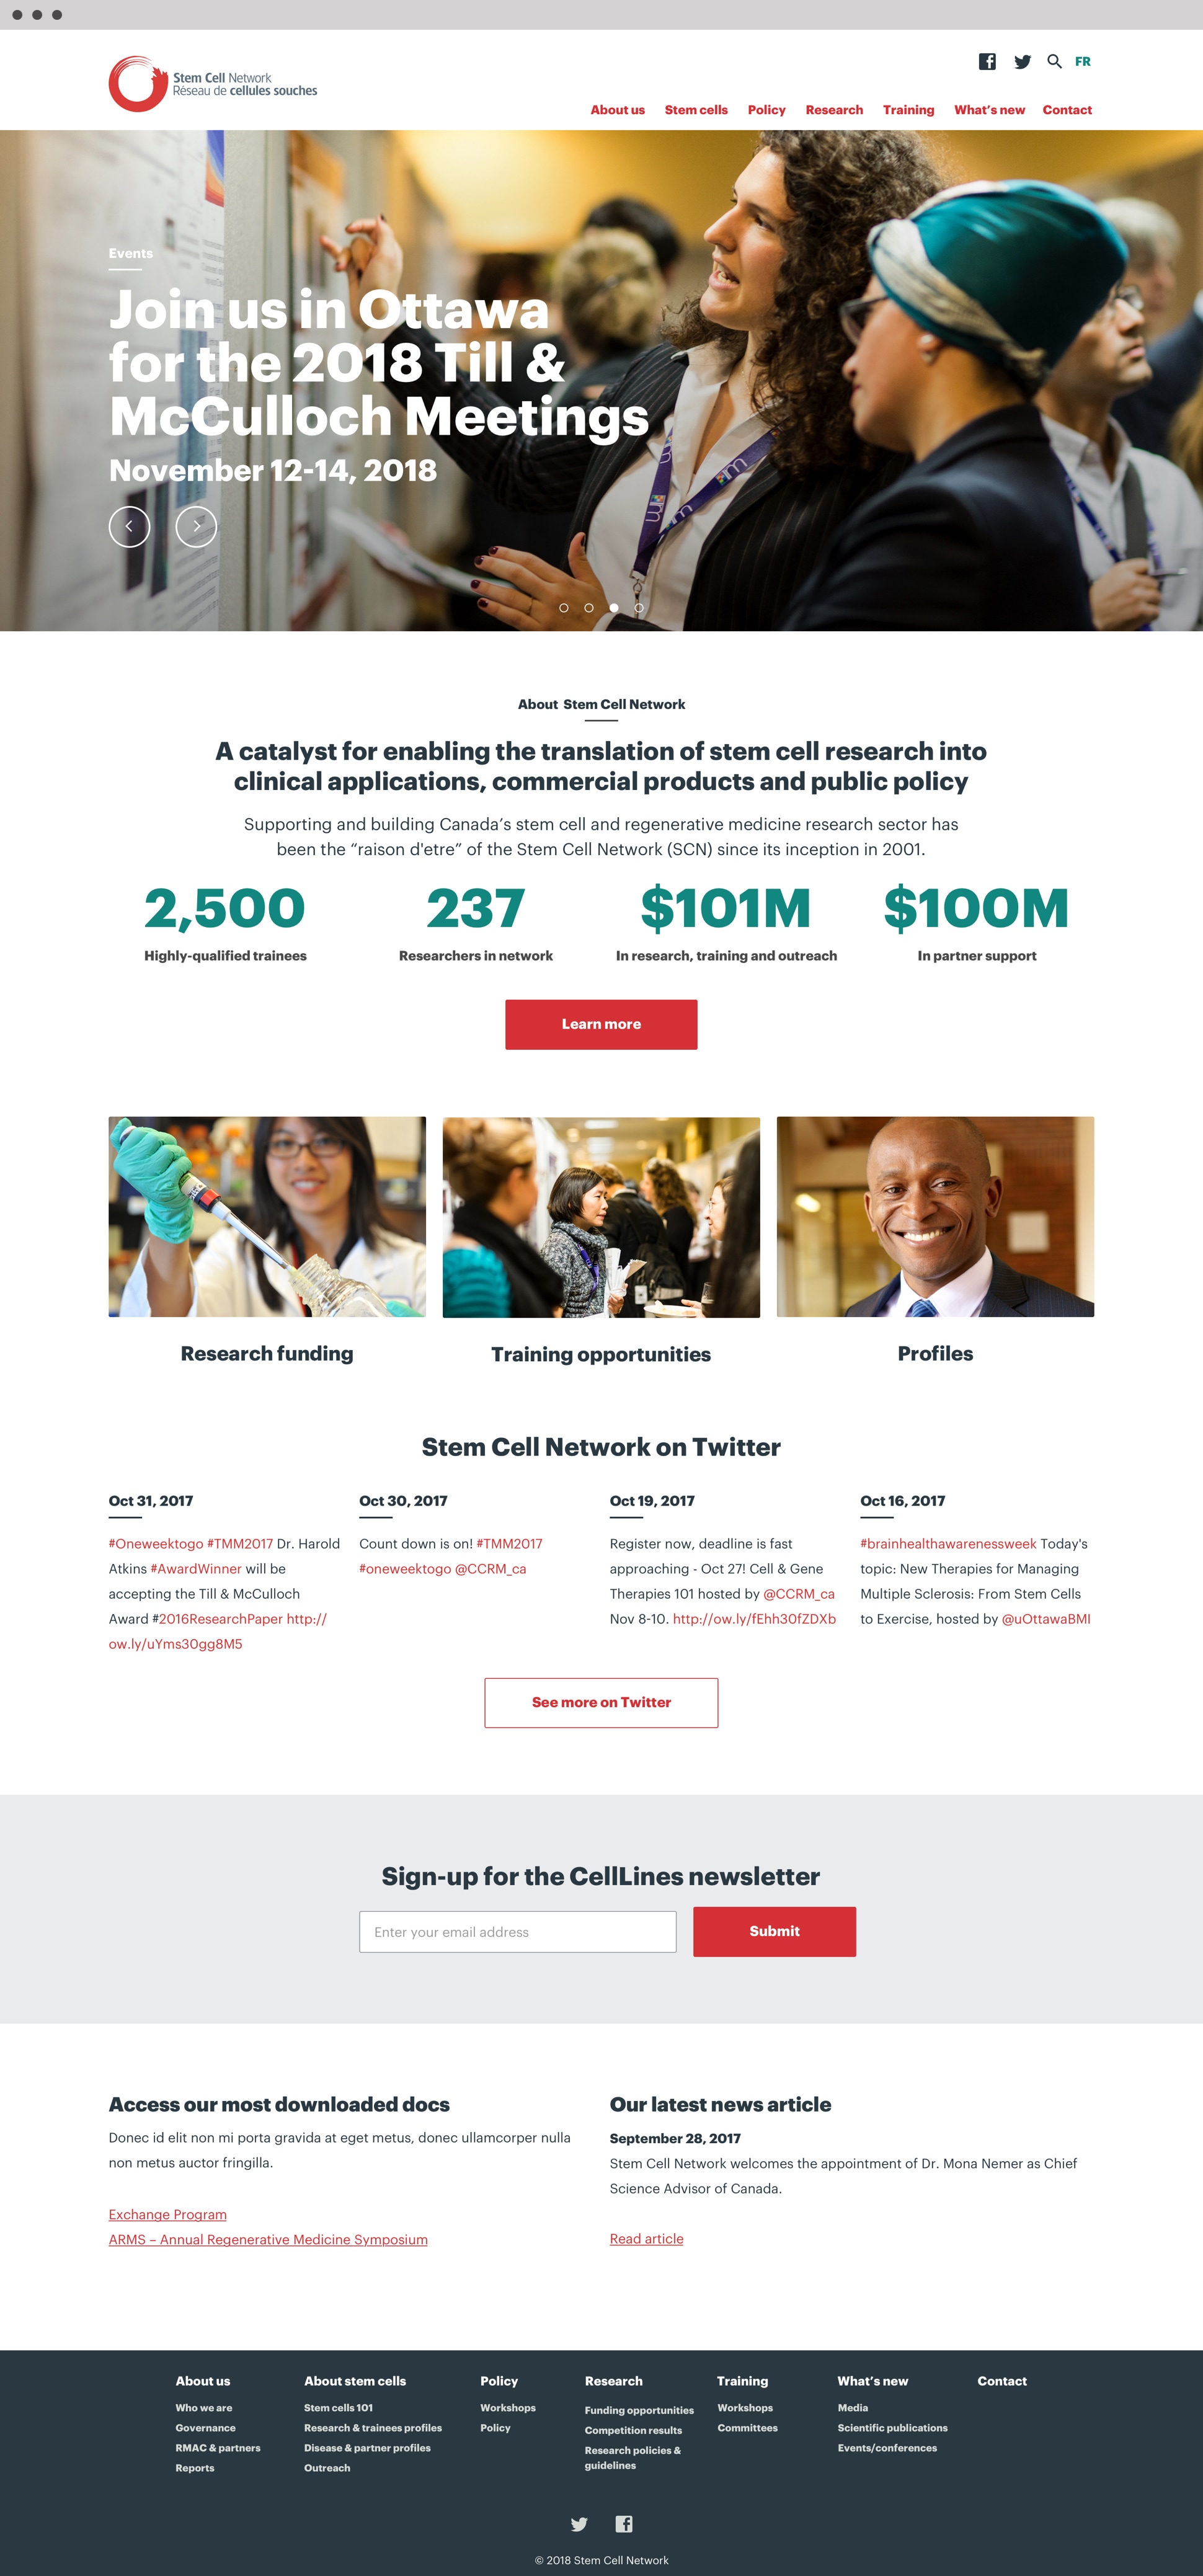 Stem Cell Network
Réseau de cellules souches
FR
About us Stem cells Policy Research Training What's new Contact
Events
Join us in Ottawa
for the 2018 Till &
McCulloch Meetings
November 12-14, 2018
About Stem Cell Network
A catalyst for enabling the translation of stem cell research into
clinical applications, commercial products and public policy
Supporting and building Canada's stem cell and regenerative medicine research sector has
been the “raison d'etre” of the Stem Cell Network (SCN) since its inception in 2001.
2,500
Highly-qualified trainees
237
Researchers in network
$101M
In research, training and outreach
$100M
In partner support
Learn more
Research funding
Training opportunities
Profiles
Stem Cell Network on Twitter
Oct 31, 2017
#Oneweektogo #TMM2017 Dr. Harold
Atkins #AwardWinner will be
accepting the Till & McCulloch
Award #2016ResearchPaper http://
ow.ly/uYms30gg8M5
Oct 30, 2017
Count down is on! #TMM2017
#oneweektogo @CCRM_ca
Oct 19, 2017
Register now, deadline is fast
approaching - Oct 27! Cell & Gene
Therapies 101 hosted by @CCRM_ca
Nov 8-10. http://ow.ly/fEhh30fZDXb
Oct 16, 2017
#brainhealthawarenessweek Today's
topic: New Therapies for Managing
Multiple Sclerosis: From Stem Cells
to Exercise, hosted by @uOttawaBMI
See more on Twitter
Sign-up for the CellLines newsletter
Enter your email address
Submit
Access our most downloaded docs
Donec id elit non mi porta gravida at eget metus, donec ullamcorper nulla
non metus auctor fringilla.
Exchange Program
ARMS – Annual Regenerative Medicine Symposium
Our latest news article
September 28, 2017
Stem Cell Network welcomes the appointment of Dr. Mona Nemer as Chief
Science Advisor of Canada.
Read article
About us
Who we are
Governance
RMAC & partners
Reports
About stem cells
Stem cells 101
Research & trainees profiles
Disease & partner profiles
Outreach
Policy
Workshops
Policy
Research
Funding opportunities
Competition results
Research policies &
guidelines
Training
Workshops
Committees
What's new
Media
Scientific publications
Events/conferences
Contact
© 2018 Stem Cell Network